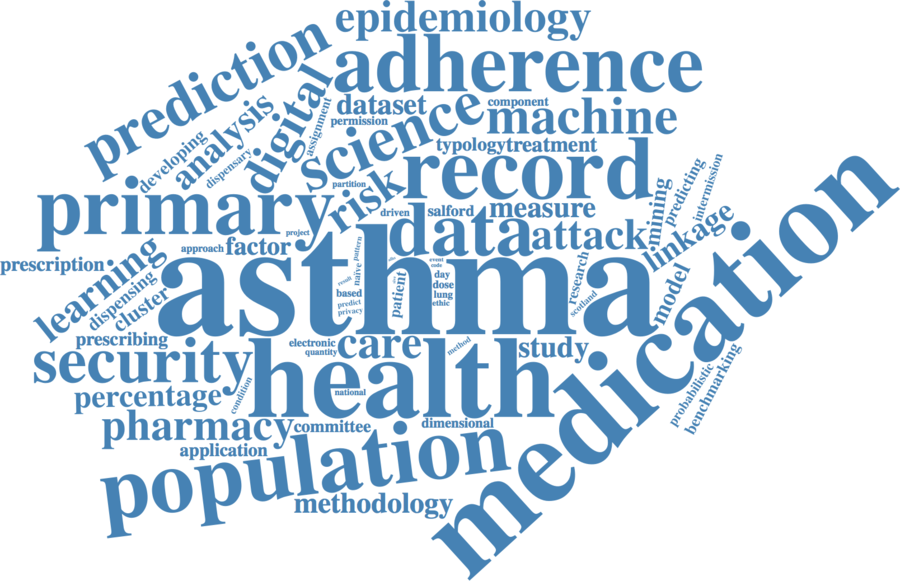 epidemiology
adherence
prediction
digital
dataset
component
permission
science
machine
analysis
assignment
developing
dispensary
typology
treatment
record
primary
risk
partition
mining
predicting
intermission
driven
salford
measure
linkage
project
data
attack
approach
factor
prescription
learning
asthma
pattern
naive
event
code
day
dose
lung
ethic
patient
result
based
predict
privacy
research
scotland
model
medication
dispensing
cluster
prescribing
security
electronic
quantity
care
method
study
health
national
condition
percentage
probabilistic
benchmarking
pharmacy
committee
dimensional
application
population
methodology